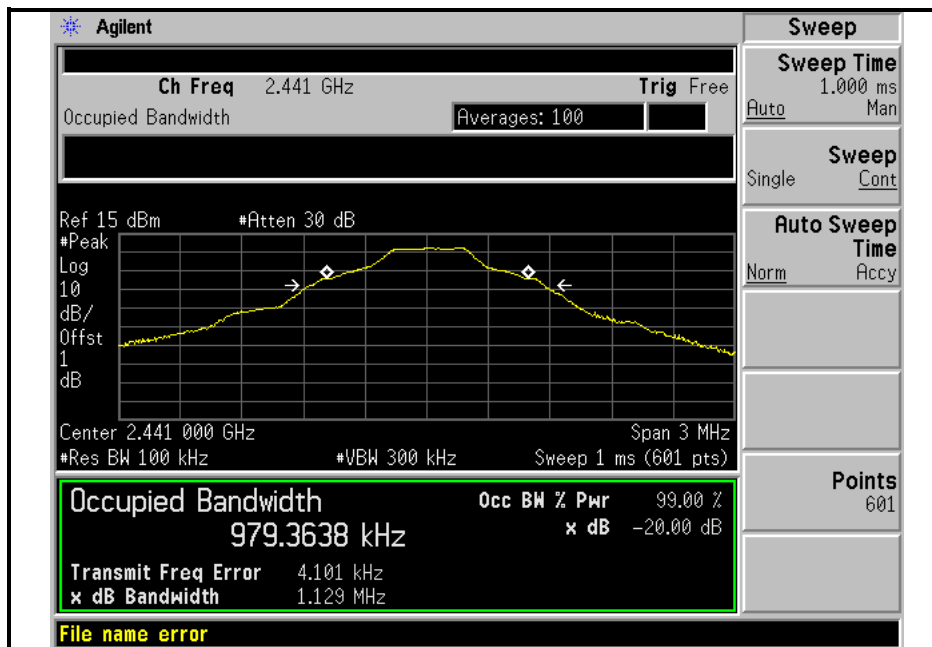 Agilent
Sweep
Ch Freq 2.441 GHz Trig Free
Occupied Bandwidth Averages: 100
Sweep Time
1.000 ms
Auto Man
Sweep
Single Cont
Auto Sweep
Time
Norm Accy
Points
601
Ref 15 dBm #Atten 30 dB
#Peak
Log
10
dB/
Offst
1
dB
Center 2.441 000 GHz Span 3 MHz
#Res BW 100 kHz #VBW 300 kHz Sweep 1 ms (601 pts)
Occupied Bandwidth
979.3638 kHz
Occ BW % Pwr 99.00 %
x dB -20.00 dB
Transmit Freq Error 4.101 kHz
x dB Bandwidth 1.129 MHz
File name error